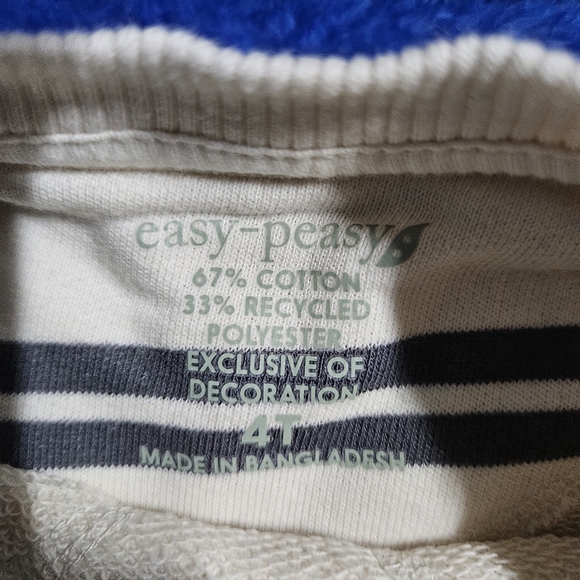 easy-peasy
67% COTTON
33% RECYCLED
POLYESTER
EXCLUSIVE OF
DECORATION
4T
MADE IN BANGLADESH